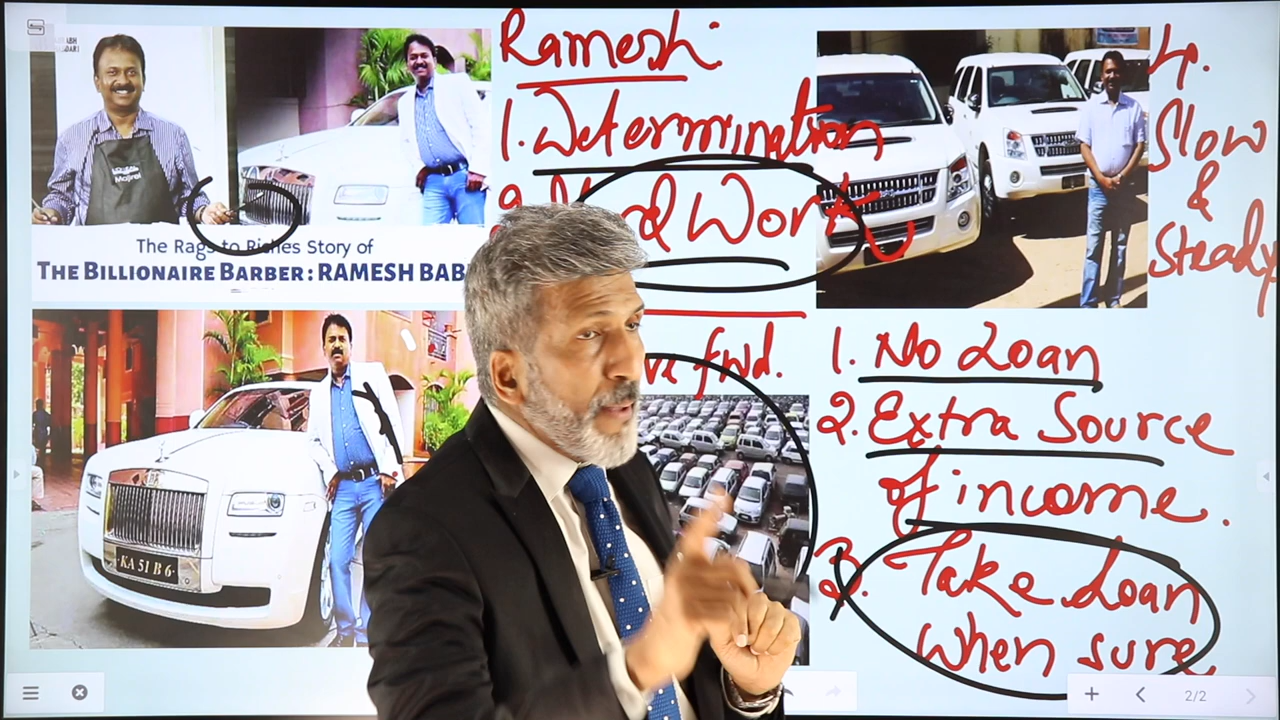 Ramesh
1. Determination
Work
The Rags to Riches Story of
THE BILLIONAIRE BARBER: RAMESH BAB
KA 51 B 6
fwd.
4.
Slow
&
Steady
1. No Loan
2. Extra Source
of income.
3. Take Loan
When sure
2/2